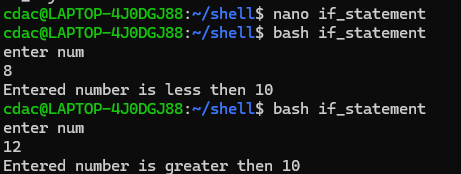 cdac@LAPTOP-4J0DGJ88:~/shell$ nano if_statement
cdac@LAPTOP-4J0DGJ88:~/shell$ bash if_statement
enter num
8
Entered number is less then 10
cdac@LAPTOP-4J0DGJ88:~/shell$ bash if_statement
enter num
12
Entered number is greater then 10